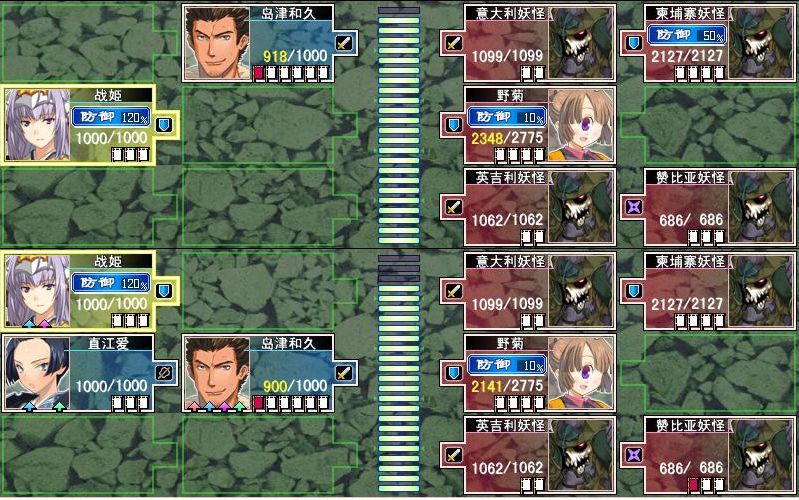 岛津和久
918/1000
意大利妖怪
1099/1099
柬埔寨妖怪
防御 50%
2127/2127
战姬
防御 120%
1000/1000
野菊
防御 10%
2348/2775
英吉利妖怪
1062/1062
赞比亚妖怪
686/ 686
战姬
防御 120%
1000/1000
意大利妖怪
1099/1099
柬埔寨妖怪
2127/2127
直江爱
1000/1000
岛津和久
900/1000
野菊
防御 10%
2141/2775
英吉利妖怪
1062/1062
赞比亚妖怪
686/ 686